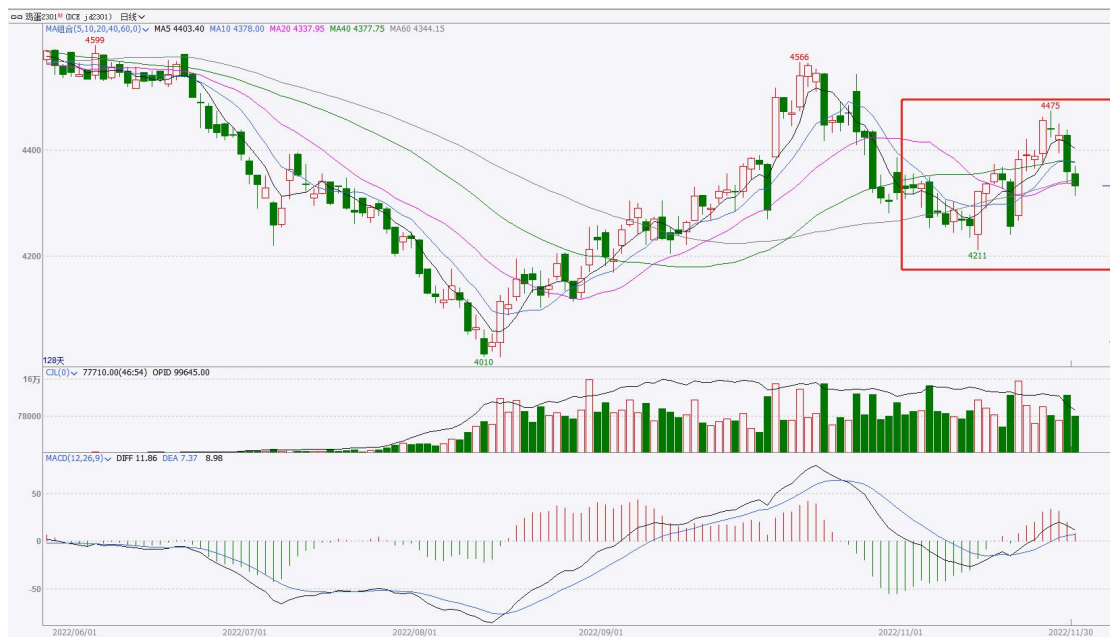 鸡蛋2301M (DCE jd2301) 日线
MA组合(5,10,20,40,60,0) MA5 4403.40 MA10 4378.00 MA20 4337.95 MA40 4377.75 MA60 4344.15
4599
4566
4475
4400
4200
4211
4010
128天
CJL(0) 77710.00(46:54) OPID 99645.00
16万
78000
MACD(12,26,9) DIFF 11.86 DEA 7.37 8.98
50
0
-50
2022/06/01 2022/07/01 2022/08/01 2022/09/01 2022/11/01 2022/11/30